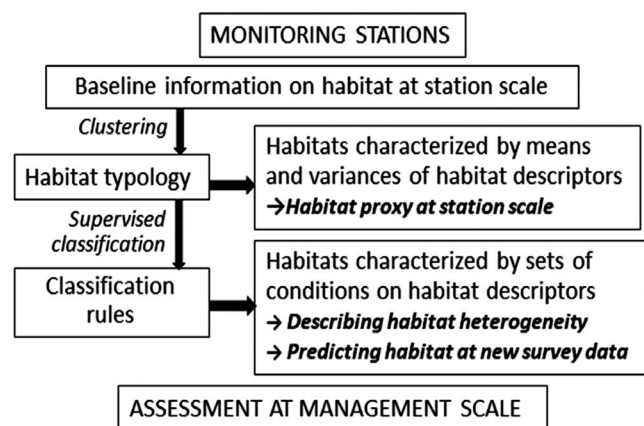 MONITORING STATIONS
Baseline information on habitat at station scale
Clustering
Habitat typology
Habitats characterized by means
and variances of habitat descriptors
→Habitat proxy at station scale
Supervised
classification
Classification
rules
Habitats characterized by sets of
conditions on habitat descriptors
→ Describing habitat heterogeneity
→ Predicting habitat at new survey data
ASSESSMENT AT MANAGEMENT SCALE